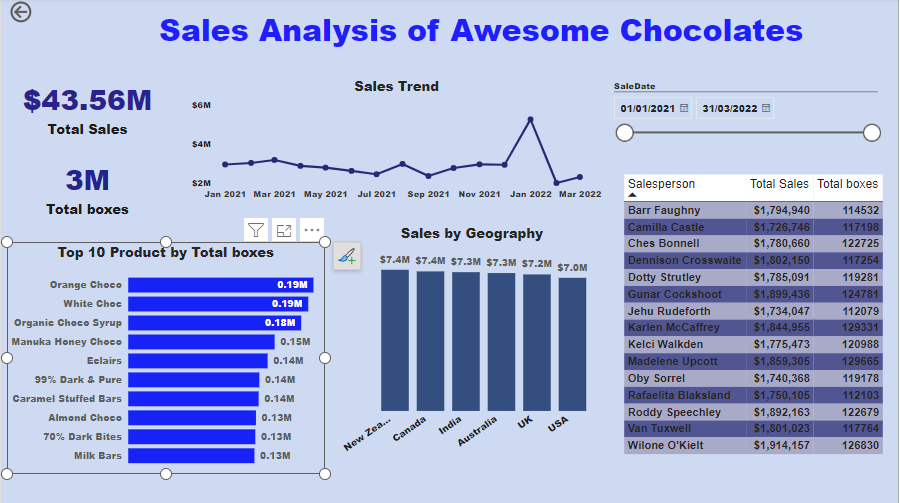 Sales Analysis of Awesome Chocolates
$43.56M
Total Sales
3M
Total boxes
Sales Trend
$6M
$4M
$2M
Jan 2021 Mar 2021 May 2021 Jul 2021 Sep 2021 Nov 2021 Jan 2022 Mar 2022
SaleDate
01/01/2021 31/03/2022
Top 10 Product by Total boxes
Orange Choco 0.19M
White Choc 0.19M
Organic Choco Syrup 0.18M
Manuka Honey Choco 0.15M
Eclairs 0.14M
99% Dark & Pure 0.14M
Caramel Stuffed Bars 0.14M
Almond Choco 0.13M
70% Dark Bites 0.13M
Milk Bars 0.13M
Sales by Geography
$7.4M $7.4M $7.3M $7.3M $7.2M $7.0M
New Zea... Canada India Australia UK USA
Salesperson Total Sales Total boxes
Barr Faughny $1,794,940 114532
Camilla Castle $1,726,746 117198
Ches Bonnell $1,780,660 122725
Dennison Crosswaite $1,802,150 117254
Dotty Strutley $1,785,091 119281
Gunar Cockshoot $1,899,436 124781
Jehu Rudeforth $1,734,047 112079
Karlen McCaffrey $1,844,955 129331
Kelci Walkden $1,775,473 120988
Madelene Upcott $1,859,305 129665
Oby Sorrel $1,740,368 119178
Rafaelita Blaksland $1,750,105 112103
Roddy Speechley $1,892,163 122679
Van Tuxwell $1,801,023 117764
Wilone O'Kielt $1,914,157 126830